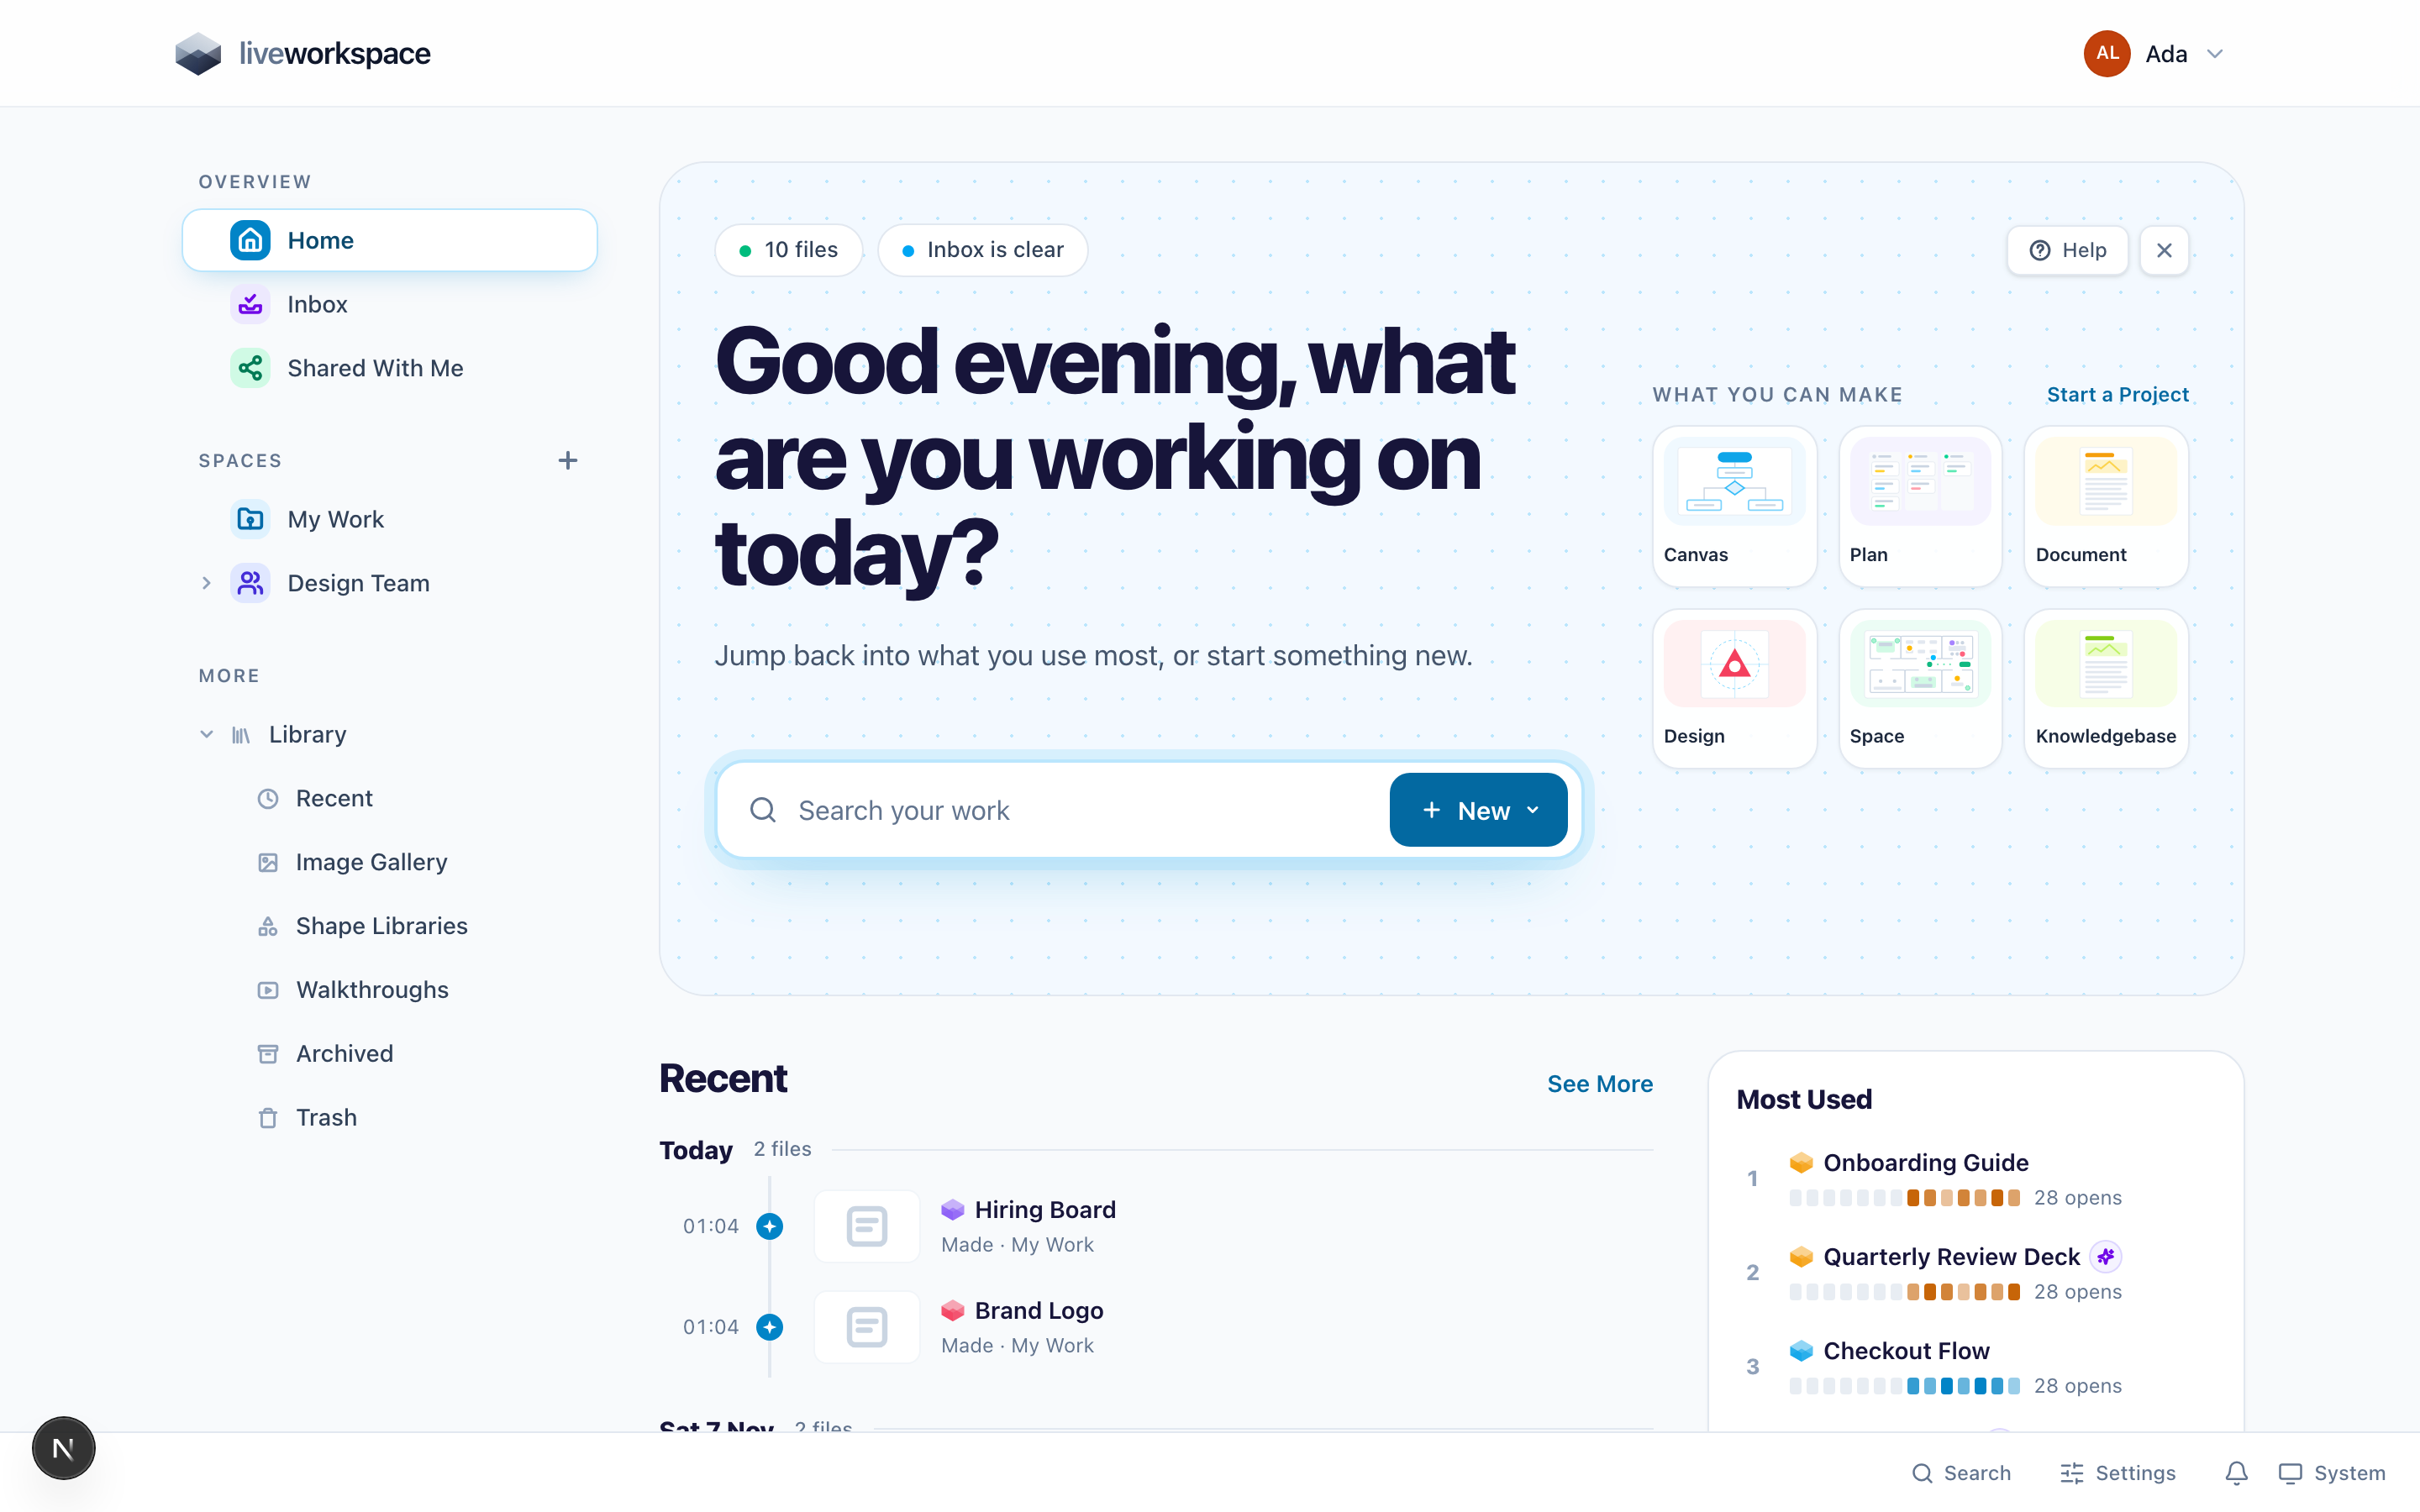 liveworkspace
AL Ada
OVERVIEW
Home
Inbox
Shared With Me
SPACES
My Work
Design Team
MORE
Library
Recent
Image Gallery
Shape Libraries
Walkthroughs
Archived
Trash
10 files
Inbox is clear
Help
Good evening, what
are you working on
today?
Jump back into what you use most, or start something new.
Search your work
New
WHAT YOU CAN MAKE
Start a Project
Canvas
Plan
Document
Design
Space
Knowledgebase
Recent
See More
Today 2 files
01:04
Hiring Board
Made · My Work
01:04
Brand Logo
Made · My Work
Sat 7 Nov 2 files
Most Used
1
Onboarding Guide
28 opens
2
Quarterly Review Deck
28 opens
3
Checkout Flow
28 opens
N
Search
Settings
System